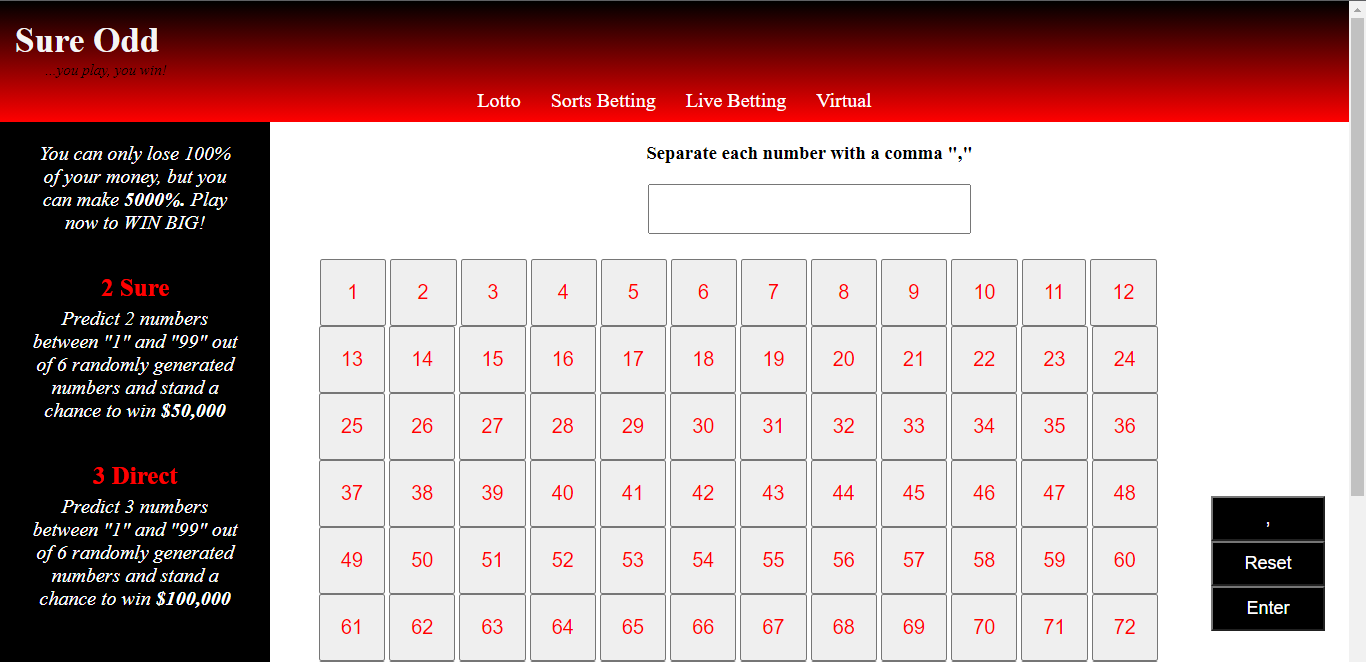 Sure Odd
...you play, you win!
Lotto Sorts Betting Live Betting Virtual
You can only lose 100%
of your money, but you
can make 5000%. Play
now to WIN BIG!
2 Sure
Predict 2 numbers
between "1" and "99" out
of 6 randomly generated
numbers and stand a
chance to win $50,000
3 Direct
Predict 3 numbers
between "1" and "99" out
of 6 randomly generated
numbers and stand a
chance to win $100,000
Separate each number with a comma ","
1 2 3 4 5 6 7 8 9 10 11 12
13 14 15 16 17 18 19 20 21 22 23 24
25 26 27 28 29 30 31 32 33 34 35 36
37 38 39 40 41 42 43 44 45 46 47 48
49 50 51 52 53 54 55 56 57 58 59 60
61 62 63 64 65 66 67 68 69 70 71 72
,
Reset
Enter